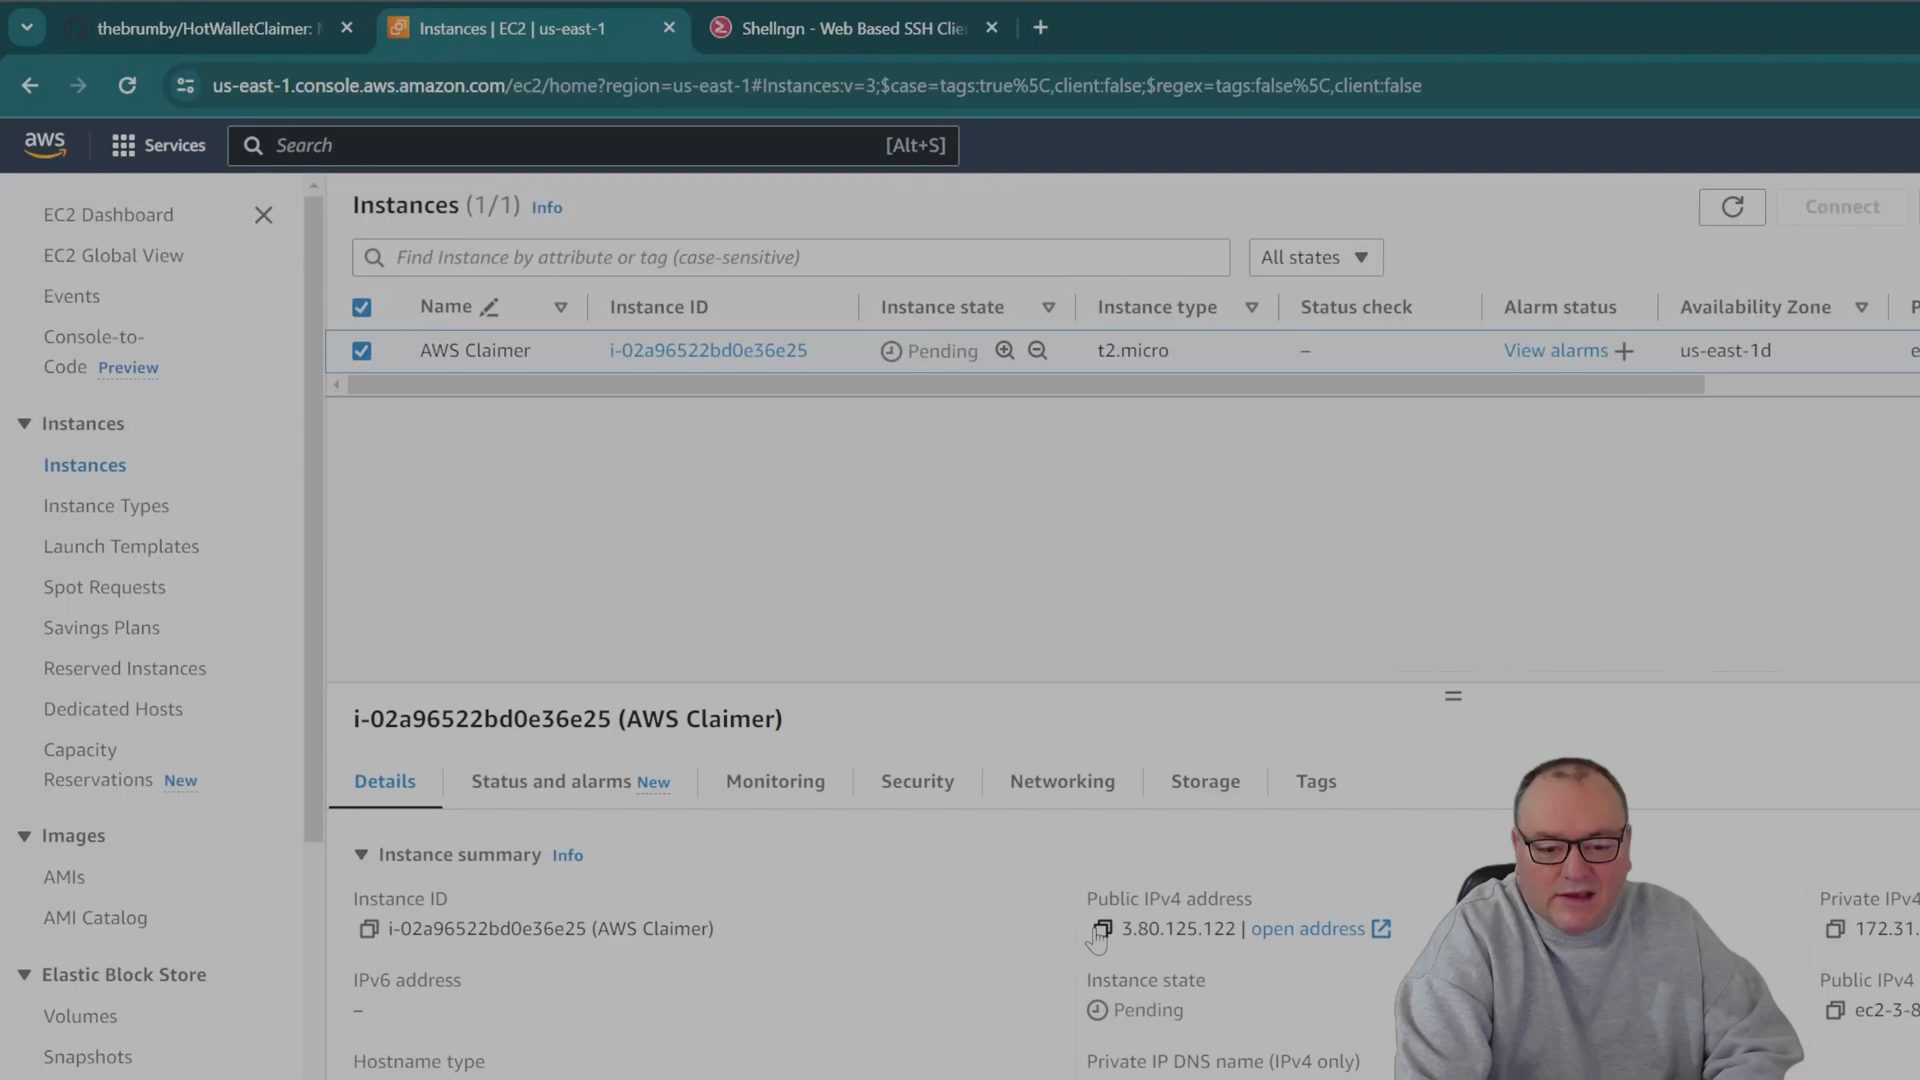 thebrumby/HotWalletClaimer:
Instances | EC2 | us-east-1
Shellngn - Web Based SSH Clie
us-east-1.console.aws.amazon.com/ec2/home?region=us-east-1#Instances:v=3;$case=tags:true%5C,client:false;$regex=tags:false%5C,client:false
aws
Services
Search
[Alt+S]
EC2 Dashboard
EC2 Global View
Events
Console-to-
Code Preview
Instances
Instances
Instance Types
Launch Templates
Spot Requests
Savings Plans
Reserved Instances
Dedicated Hosts
Capacity
Reservations New
Images
AMIs
AMI Catalog
Elastic Block Store
Volumes
Snapshots
Instances (1/1) Info
Connect
Find Instance by attribute or tag (case-sensitive)
All states
Name
Instance ID
Instance state
Instance type
Status check
Alarm status
Availability Zone
P
AWS Claimer
i-02a96522bd0e36e25
Pending
t2.micro
–
View alarms +
us-east-1d
e
i-02a96522bd0e36e25 (AWS Claimer)
Details
Status and alarms New
Monitoring
Security
Networking
Storage
Tags
Instance summary Info
Instance ID
i-02a96522bd0e36e25 (AWS Claimer)
Public IPv4 address
3.80.125.122 | open address
Private IPv4
172.31.
IPv6 address
–
Instance state
Pending
Public IPv4
ec2-3-8
Hostname type
Private IP DNS name (IPv4 only)